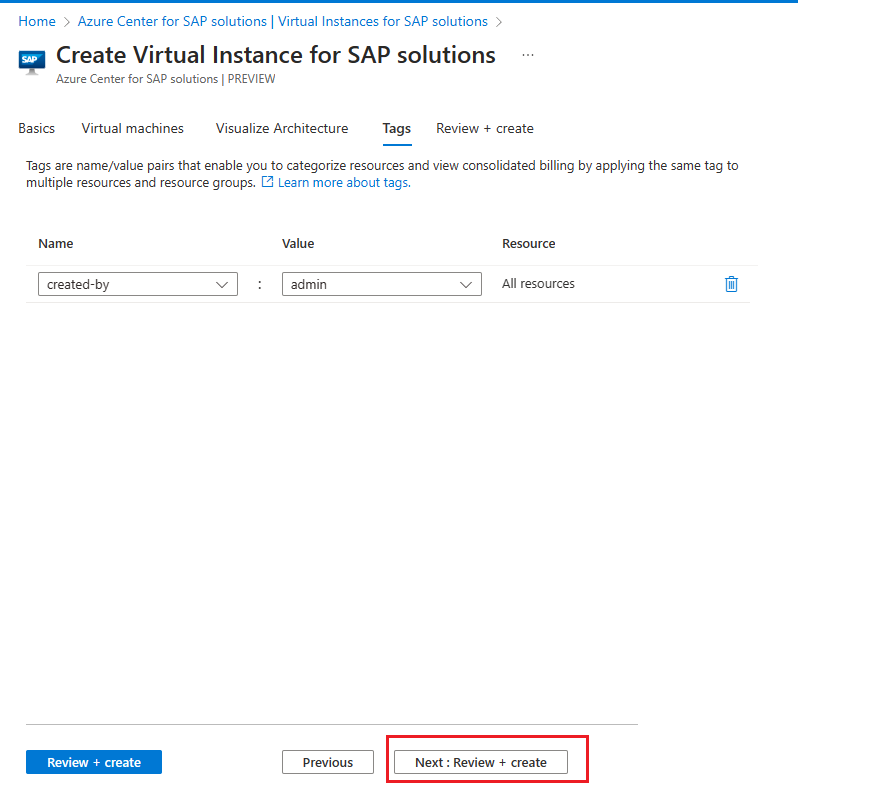 Home > Azure Center for SAP solutions | Virtual Instances for SAP solutions >
SAP
Create Virtual Instance for SAP solutions ...
Azure Center for SAP solutions | PREVIEW
Basics Virtual machines Visualize Architecture Tags Review + create
Tags are name/value pairs that enable you to categorize resources and view consolidated billing by applying the same tag to
multiple resources and resource groups. Learn more about tags.
Name Value Resource
created-by : admin All resources
Review + create Previous Next : Review + create